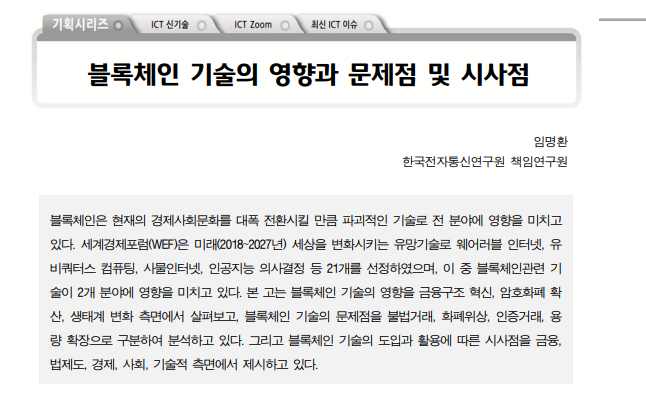 기획시리즈 ICT 신기술 ICT Zoom 최신 ICT 이슈
블록체인 기술의 영향과 문제점 및 시사점
임명환
한국전자통신연구원 책임연구원
블록체인은 현재의 경제사회문화를 대폭 전환시킬 만큼 파괴적인 기술로 전 분야에 영향을 미치고
있다. 세계경제포럼(WEF)은 미래(2018~2027년) 세상을 변화시키는 유망기술로 웨어러블 인터넷, 유
비쿼터스 컴퓨팅, 사물인터넷, 인공지능 의사결정 등 21개를 선정하였으며, 이 중 블록체인관련 기
술이 2개 분야에 영향을 미치고 있다. 본 고는 블록체인 기술의 영향을 금융구조 혁신, 암호화폐 확
산, 생태계 변화 측면에서 살펴보고, 블록체인 기술의 문제점을 불법거래, 화폐위상, 인증거래, 용
량 확장으로 구분하여 분석하고 있다. 그리고 블록체인 기술의 도입과 활용에 따른 시사점을 금융,
법제도, 경제, 사회, 기술적 측면에서 제시하고 있다.